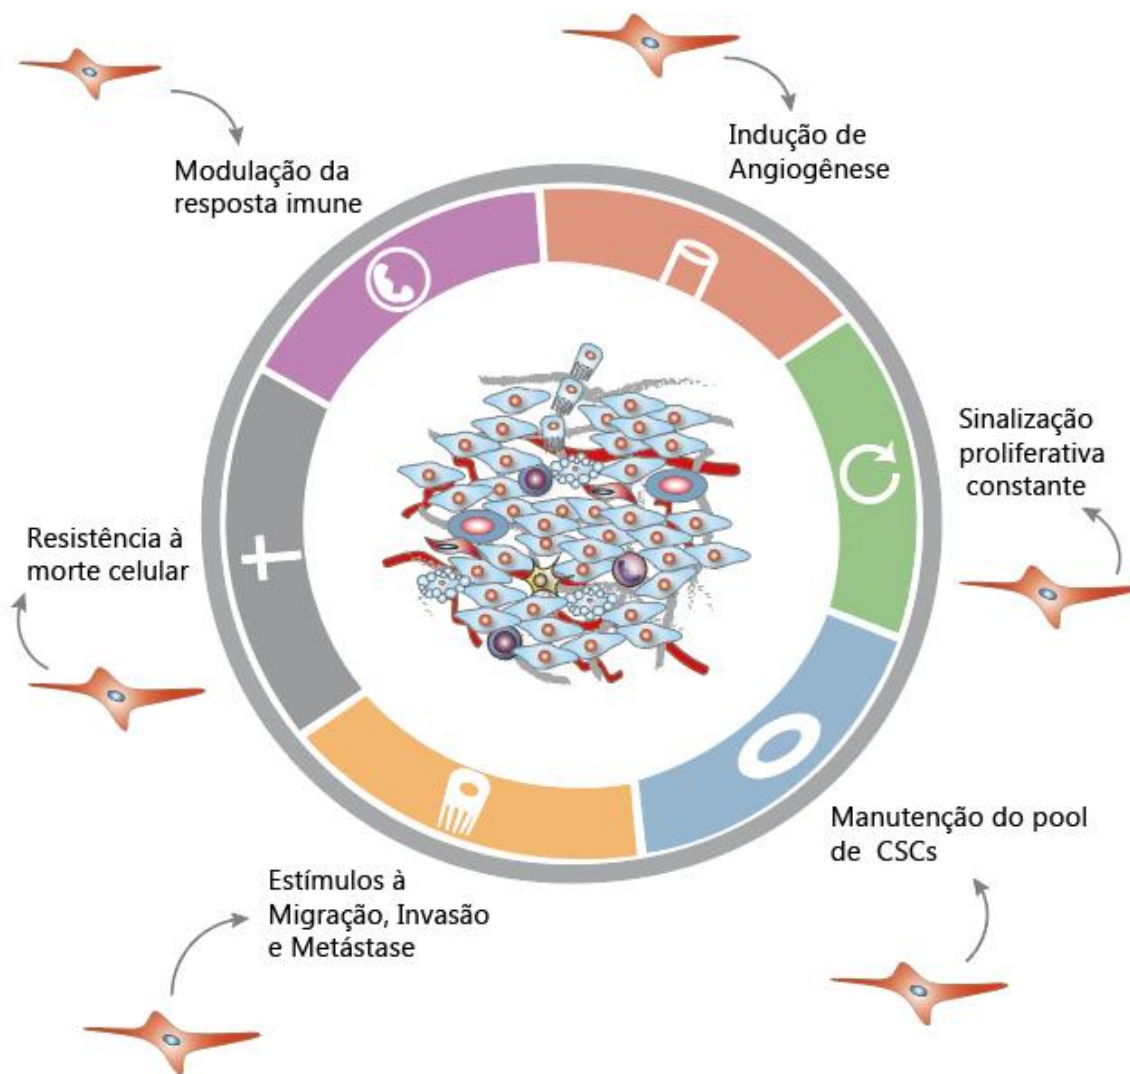 Indução de
Angiogênese
Modulação da
resposta imune
Sinalização
proliferativa
constante
Resistência à
morte celular
Manutenção do pool
de CSCs
Estímulos à
Migração, Invasão
e Metástase